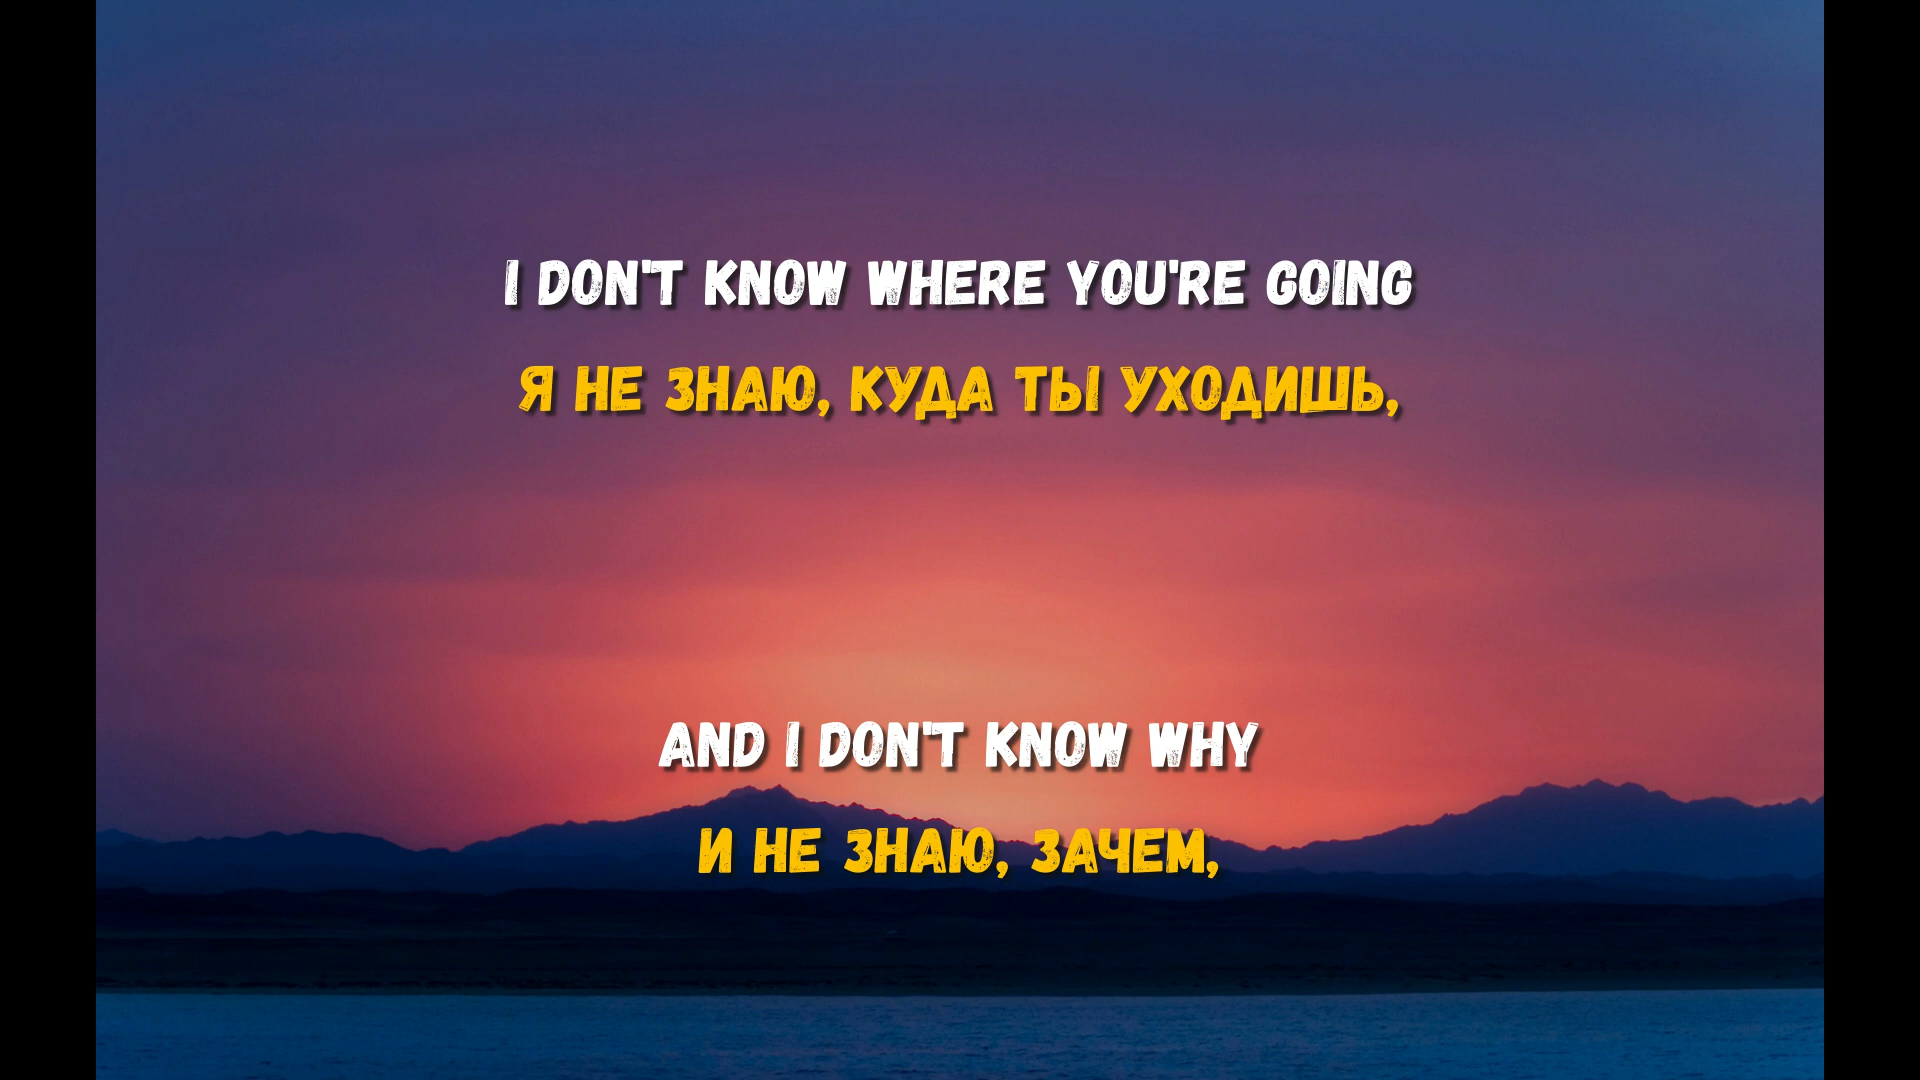 I DON'T KNOW WHERE YOU'RE GOING
Я НЕ ЗНАЮ, КУДА ТЫ УХОДИШЬ,
AND I DON'T KNOW WHY
И НЕ ЗНАЮ, ЗАЧЕМ,